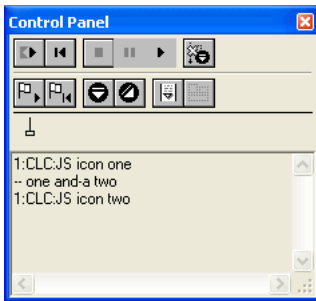 Control Panel
1:CLC:JS icon one
-- one and-a two
1:CLC:JS icon two